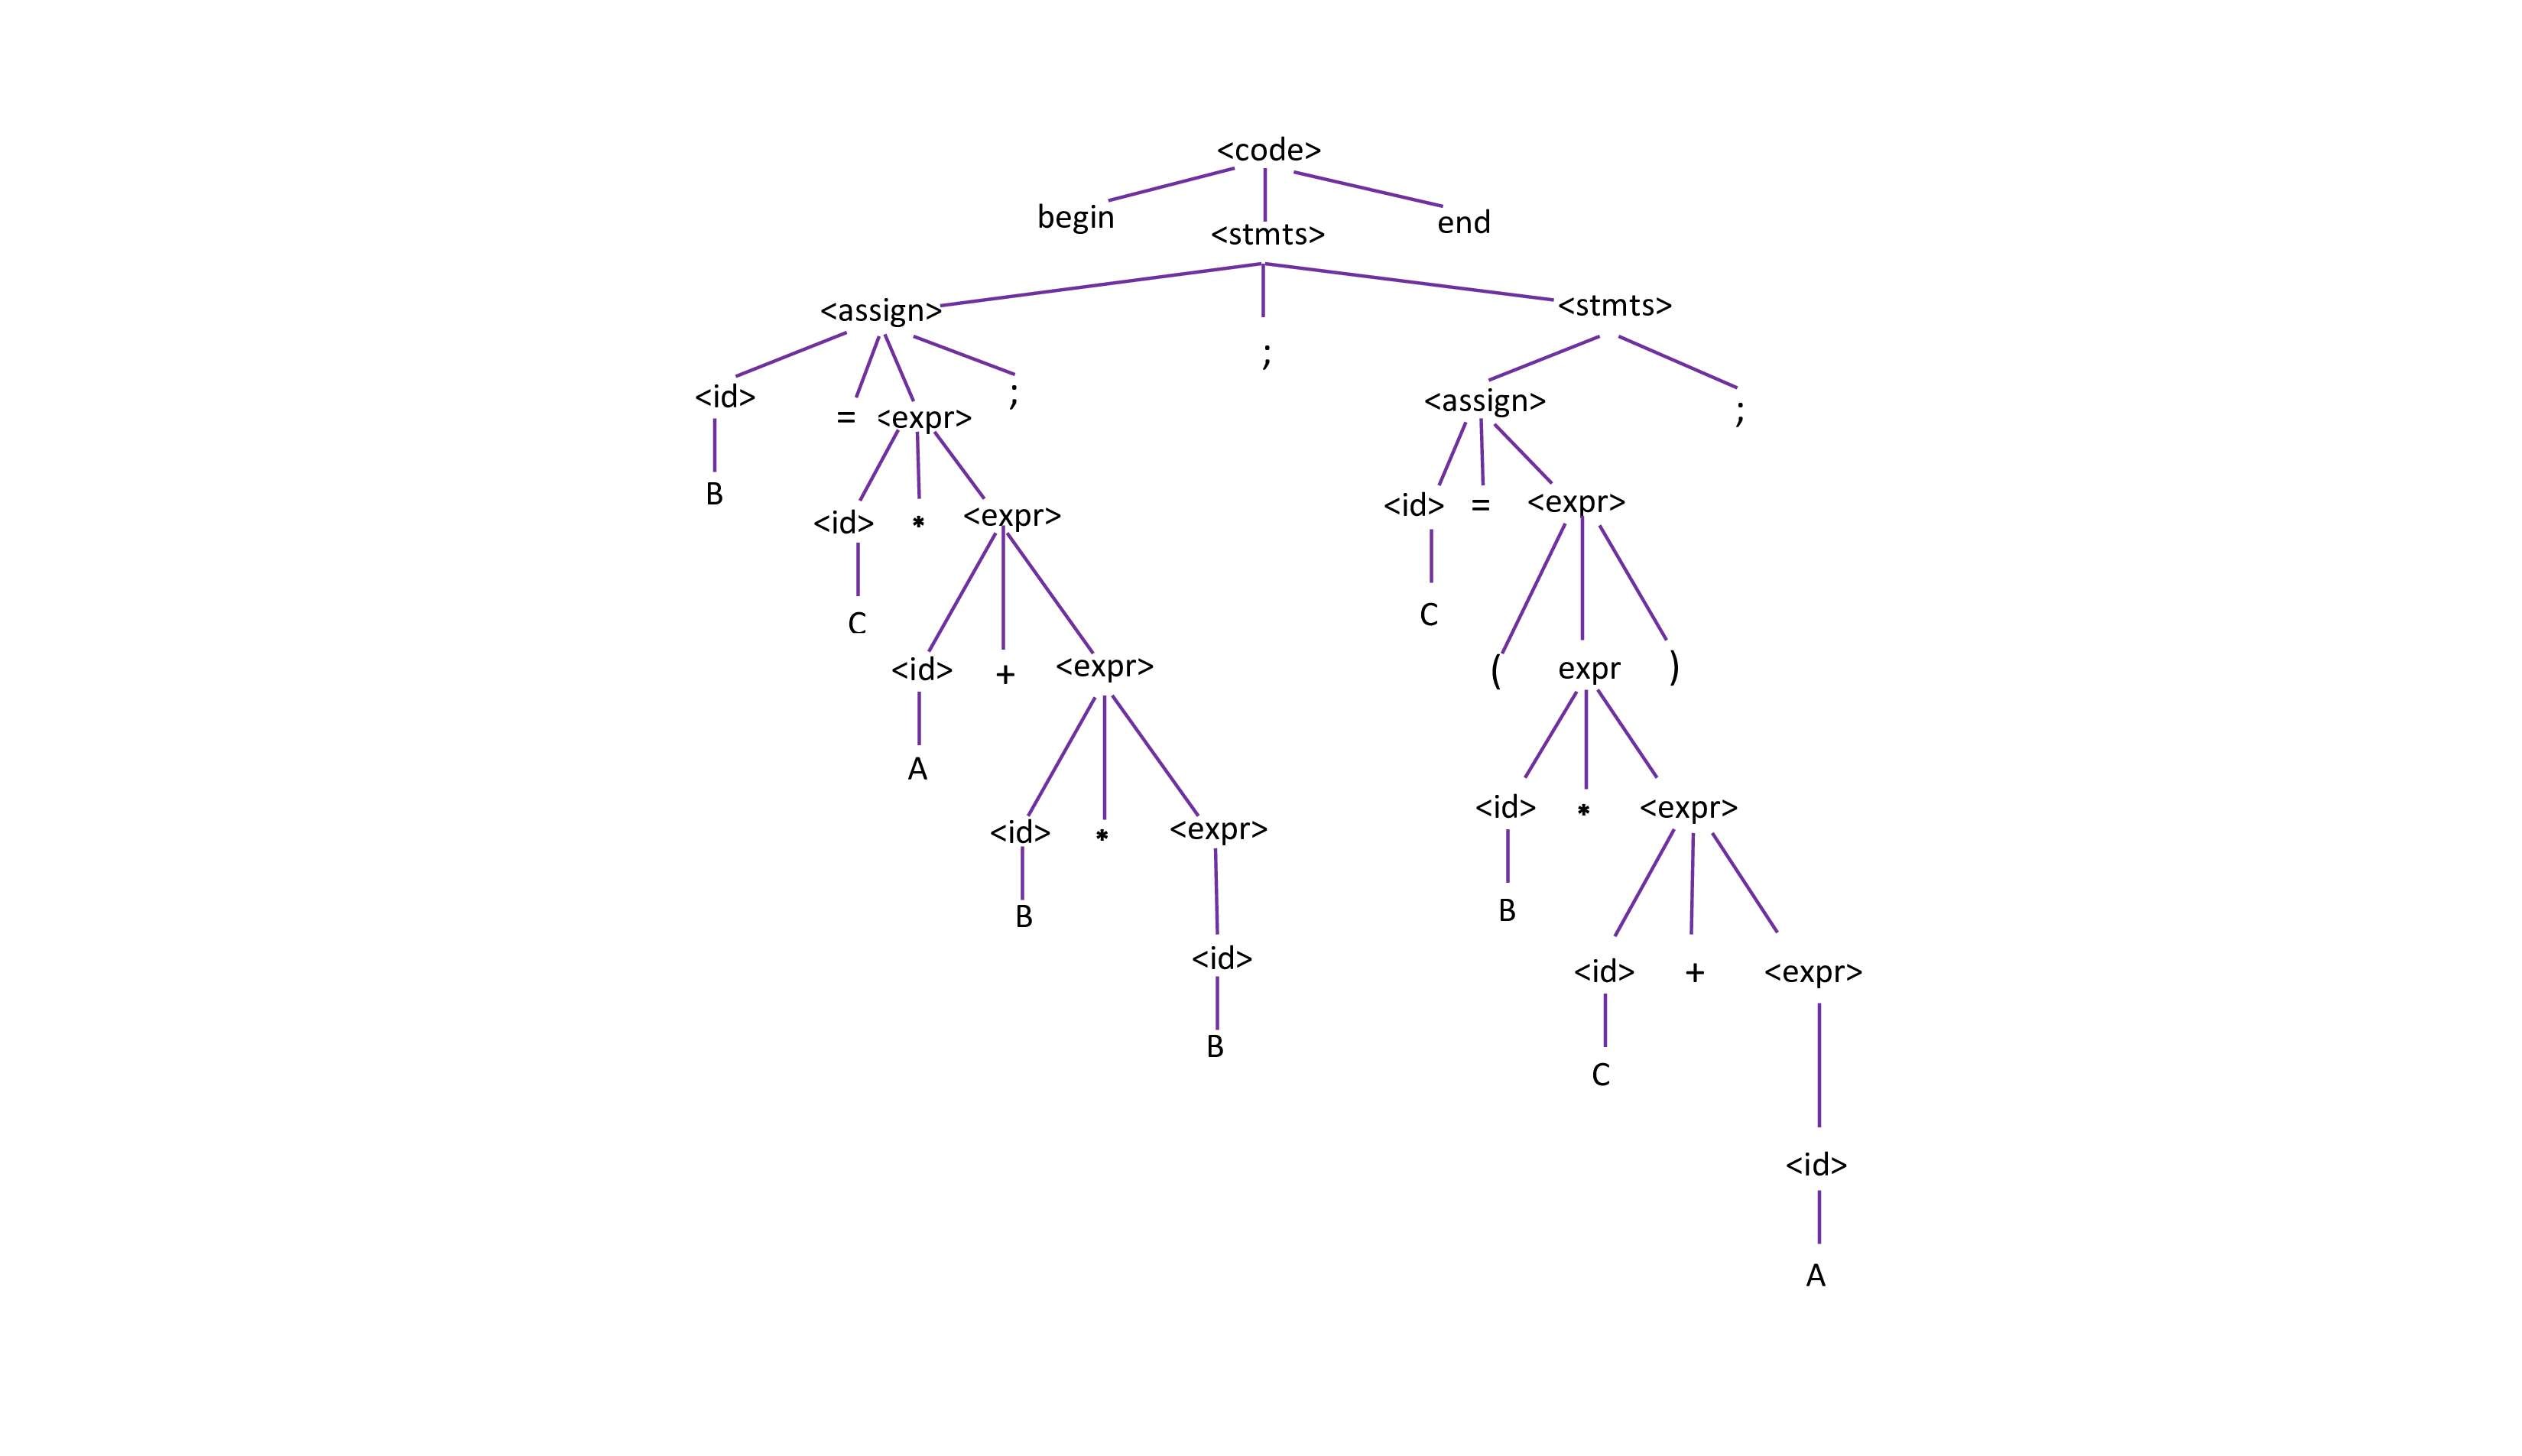 <code>
begin
<stmts>
end
<assign>
;
<stmts>
<id>
=
<expr>
;
<assign>
;
B
<id>
*
<expr>
<id>
=
<expr>
C
C
<id>
+
<expr>
(
expr
)
A
<id>
*
<expr>
<id>
*
<expr>
B
B
<id>
<id>
+
<expr>
B
C
<id>
A